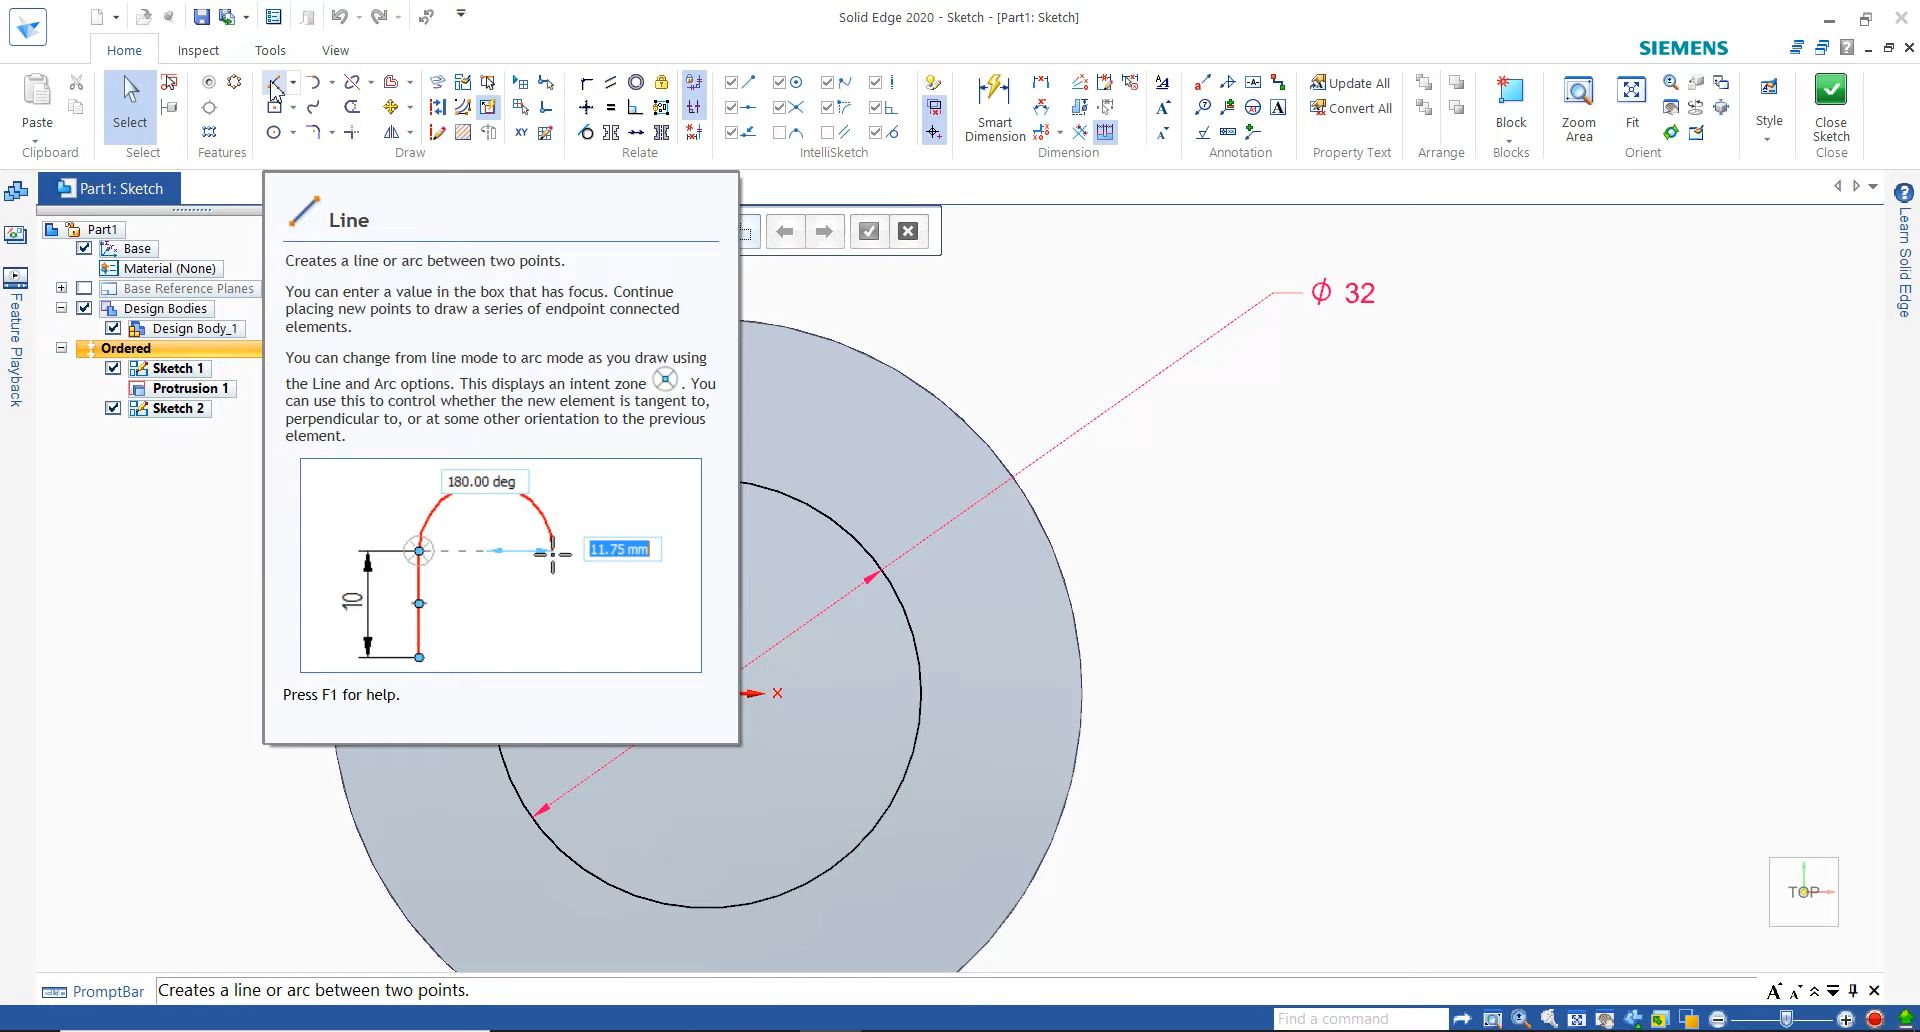 Solid Edge 2020 - Sketch - [Part1: Sketch]
Home
Inspect
Tools
View
SIEMENS
Paste
Select
Smart
Dimension
Update All
Convert All
Block
Zoom
Area
Fit
Style
Close
Sketch
Clipboard
Select
Features
Draw
Relate
IntelliSketch
Dimension
Annotation
Property Text
Arrange
Blocks
Orient
Close
XY
A
A
A
A
Part1: Sketch
Part1
Base
Material (None)
Base Reference Planes
Design Bodies
Design Body_1
Ordered
Sketch 1
Protrusion 1
Sketch 2
Feature Playback
Learn Solid Edge
Line
Creates a line or arc between two points.
You can enter a value in the box that has focus. Continue
placing new points to draw a series of endpoint connected
elements.
You can change from line mode to arc mode as you draw using
the Line and Arc options. This displays an intent zone . You
can use this to control whether the new element is tangent to,
perpendicular to, or at some other orientation to the previous
element.
180.00 deg
11.75 mm
10
Press F1 for help.
ϕ 32
X
TOP
PromptBar
Creates a line or arc between two points.
A A
Find a command